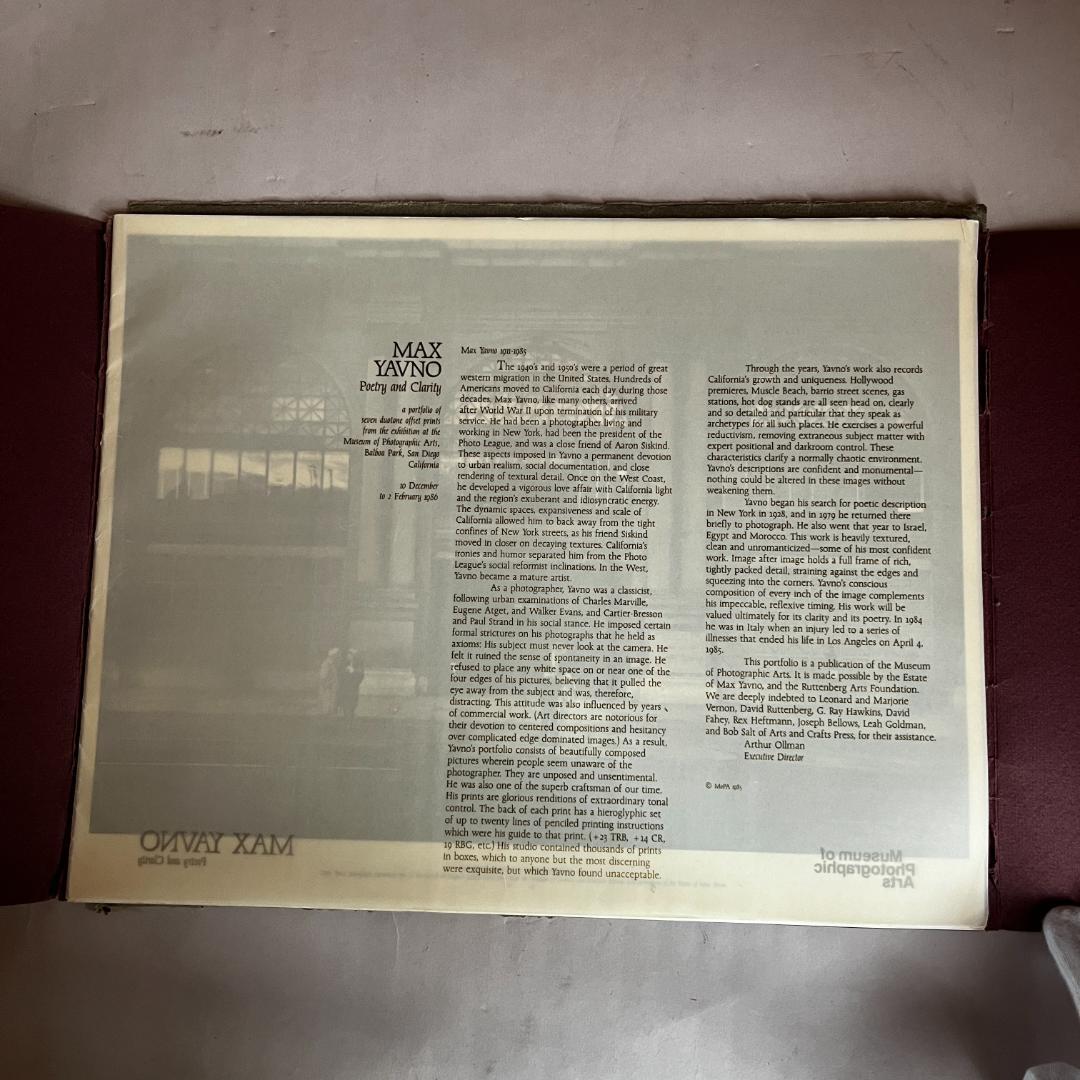 MAX
YAVNO
Poetry and Clarity
a portfolio of
seven duotone offset prints
from the exhibition at the
Museum of Photographic Arts,
Balboa Park, San Diego
California
10 December
to 2 February 1986
Max Yavno 1911-1985
The 1940's and 1950's were a period of great
western migration in the United States. Hundreds of
Americans moved to California each day during those
decades. Max Yavno, like many others, arrived
after World War II upon termination of his military
service. He had been a photographer living and
working in New York, had been the president of the
Photo League, and was a close friend of Aaron Siskind.
These aspects imposed in Yavno a permanent devotion
to urban realism, social documentation, and close
rendering of textural detail. Once on the West Coast,
he developed a vigorous love affair with California light
and the region's exuberant and idiosyncratic energy.
The dynamic spaces, expansiveness and scale of
California allowed him to back away from the tight
confines of New York streets, as his friend Siskind
moved in closer on decaying textures. California's
ironies and humor separated him from the Photo
League's social reformist inclinations. In the West,
Yavno became a mature artist.
As a photographer, Yavno was a classicist,
following urban examinations of Charles Marville,
Eugene Atget, and Walker Evans, and Cartier-Bresson
and Paul Strand in his social stance. He imposed certain
formal strictures on his photographs that he held as
axioms: His subject must never look at the camera. He
felt it ruined the sense of spontaneity in an image. He
refused to place any white space on or near one of the
four edges of his pictures, believing that it pulled the
eye away from the subject and was, therefore,
distracting. This attitude was also influenced by years
of commercial work. (Art directors are notorious for
their devotion to centered compositions and hesitancy
over complicated edge dominated images.) As a result,
Yavno's portfolio consists of beautifully composed
pictures wherein people seem unaware of the
photographer. They are unposed and unsentimental.
He was also one of the superb craftsman of our time.
His prints are glorious renditions of extraordinary tonal
control. The back of each print has a hieroglyphic set
of up to twenty lines of penciled printing instructions
which were his guide to that print. (+23 TRB, +14 CR,
19 RBG, etc.) His studio contained thousands of prints
in boxes, which to anyone but the most discerning
were exquisite, but which Yavno found unacceptable.
Through the years, Yavno's work also records
California's growth and uniqueness. Hollywood
premieres, Muscle Beach, barrio street scenes, gas
stations, hot dog stands are all seen head on, clearly
and so detailed and particular that they speak as
archetypes for all such places. He exercises a powerful
reductivism, removing extraneous subject matter with
expert positional and darkroom control. These
characteristics clarify a normally chaotic environment.
Yavno's descriptions are confident and monumental—
nothing could be altered in these images without
weakening them.
Yavno began his search for poetic description
in New York in 1928, and in 1979 he returned there
briefly to photograph. He also went that year to Israel,
Egypt and Morocco. This work is heavily textured,
clean and unromanticized—some of his most confident
work. Image after image holds a full frame of rich,
tightly packed detail, straining against the edges and
squeezing into the corners. Yavno's conscious
composition of every inch of the image complements
his impeccable, reflexive timing. His work will be
valued ultimately for its clarity and its poetry. In 1984
he was in Italy when an injury led to a series of
illnesses that ended his life in Los Angeles on April 4,
1985.
This portfolio is a publication of the Museum
of Photographic Arts. It is made possible by the Estate
of Max Yavno, and the Ruttenberg Arts Foundation.
We are deeply indebted to Leonard and Marjorie
Vernon, David Ruttenberg, G. Ray Hawkins, David
Fahey, Rex Heftmann, Joseph Bellows, Leah Goldman,
and Bob Salt of Arts and Crafts Press, for their assistance.
Arthur Ollman
Executive Director
© MoPA 1985
MAX YAVNO
Poetry and Clarity
Museum of
Photographic
Arts